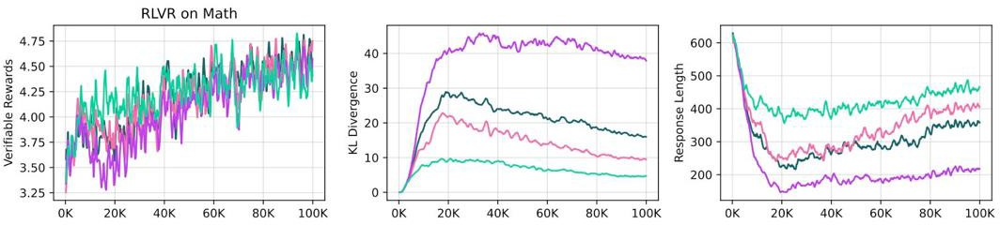 RLVR on Math
Verifiable Rewards
4.75
4.50
4.25
4.00
3.75
3.50
3.25
0K 20K 40K 60K 80K 100K
KL Divergence
40
30
20
10
0
0K 20K 40K 60K 80K 100K
Response Length
600
500
400
300
200
0K 20K 40K 60K 80K 100K